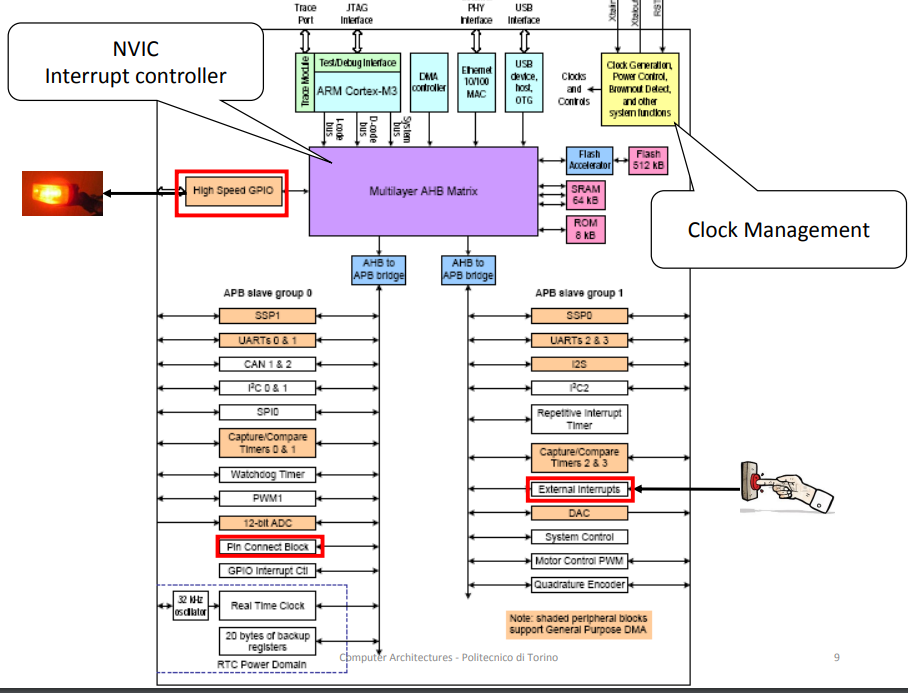 Trace
Port
JTAG
Interface
PHY
Interface
USB
Interface
Xtalin
Xtalout
RST
NVIC
Interrupt controller
Trace Module
Test/Debug Interface
ARM Cortex-M3
DMA
controller
Ethernet
10/100
MAC
USB
device,
host,
OTG
Clocks
and
Controls
Clock Generation,
Power Control,
Brownout Detect,
and other
system functions
I-code
bus
D-code
bus
System
bus
Flash
Accelerator
Flash
512 kB
High Speed GPIO
Multilayer AHB Matrix
SRAM
64 kB
ROM
8 kB
Clock Management
AHB to
APB bridge
AHB to
APB bridge
APB slave group 0
APB slave group 1
SSP1
UARTs 0 & 1
CAN 1 & 2
I²C 0 & 1
SPI0
Capture/Compare
Timers 0 & 1
Watchdog Timer
PWM1
12-bit ADC
Pin Connect Block
GPIO Interrupt Ctl
32 kHz
oscillator
Real Time Clock
20 bytes of backup
registers
RTC Power Domain
SSP0
UARTs 2 & 3
I2S
I²C2
Repetitive Interrupt
Timer
Capture/Compare
Timers 2 & 3
External Interrupts
DAC
System Control
Motor Control PWM
Quadrature Encoder
Note: shaded peripheral blocks
support General Purpose DMA
Computer Architectures - Politecnico di Torino
9